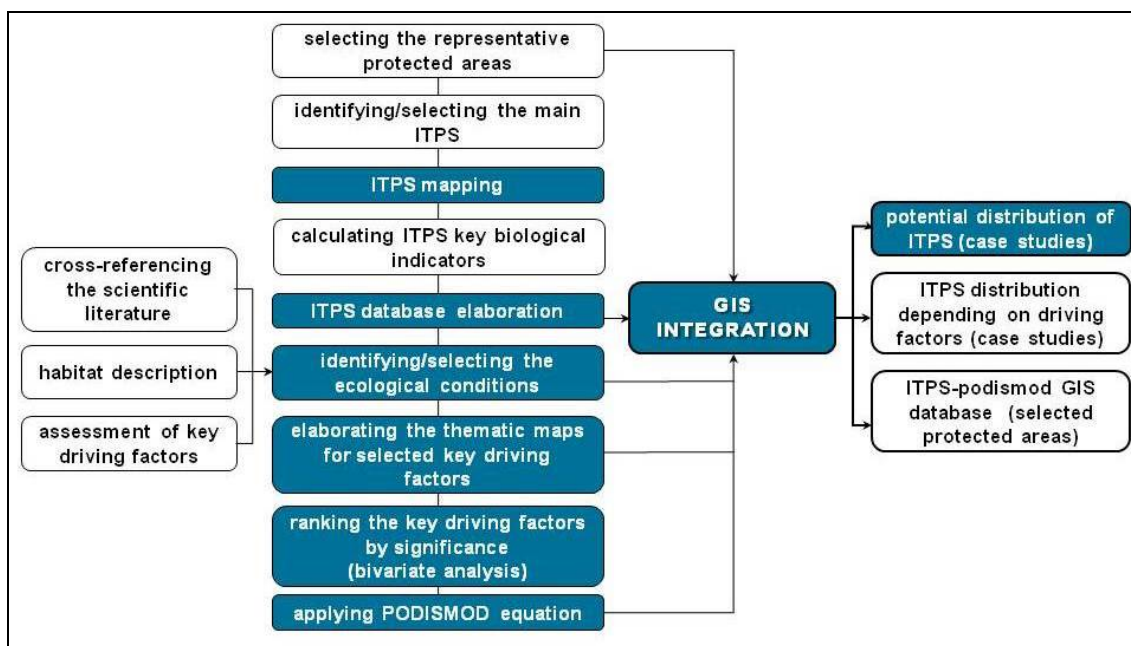 selecting the representative
protected areas
identifying/selecting the main
ITPS
ITPS mapping
calculating ITPS key biological
indicators
ITPS database elaboration
identifying/selecting the
ecological conditions
elaborating the thematic maps
for selected key driving
factors
ranking the key driving factors
by significance
(bivariate analysis)
applying PODISMOD equation
cross-referencing
the scientific
literature
habitat description
assessment of key
driving factors
GIS
INTEGRATION
potential distribution of
ITPS (case studies)
ITPS distribution
depending on driving
factors (case studies)
ITPS-podismod GIS
database (selected
protected areas)